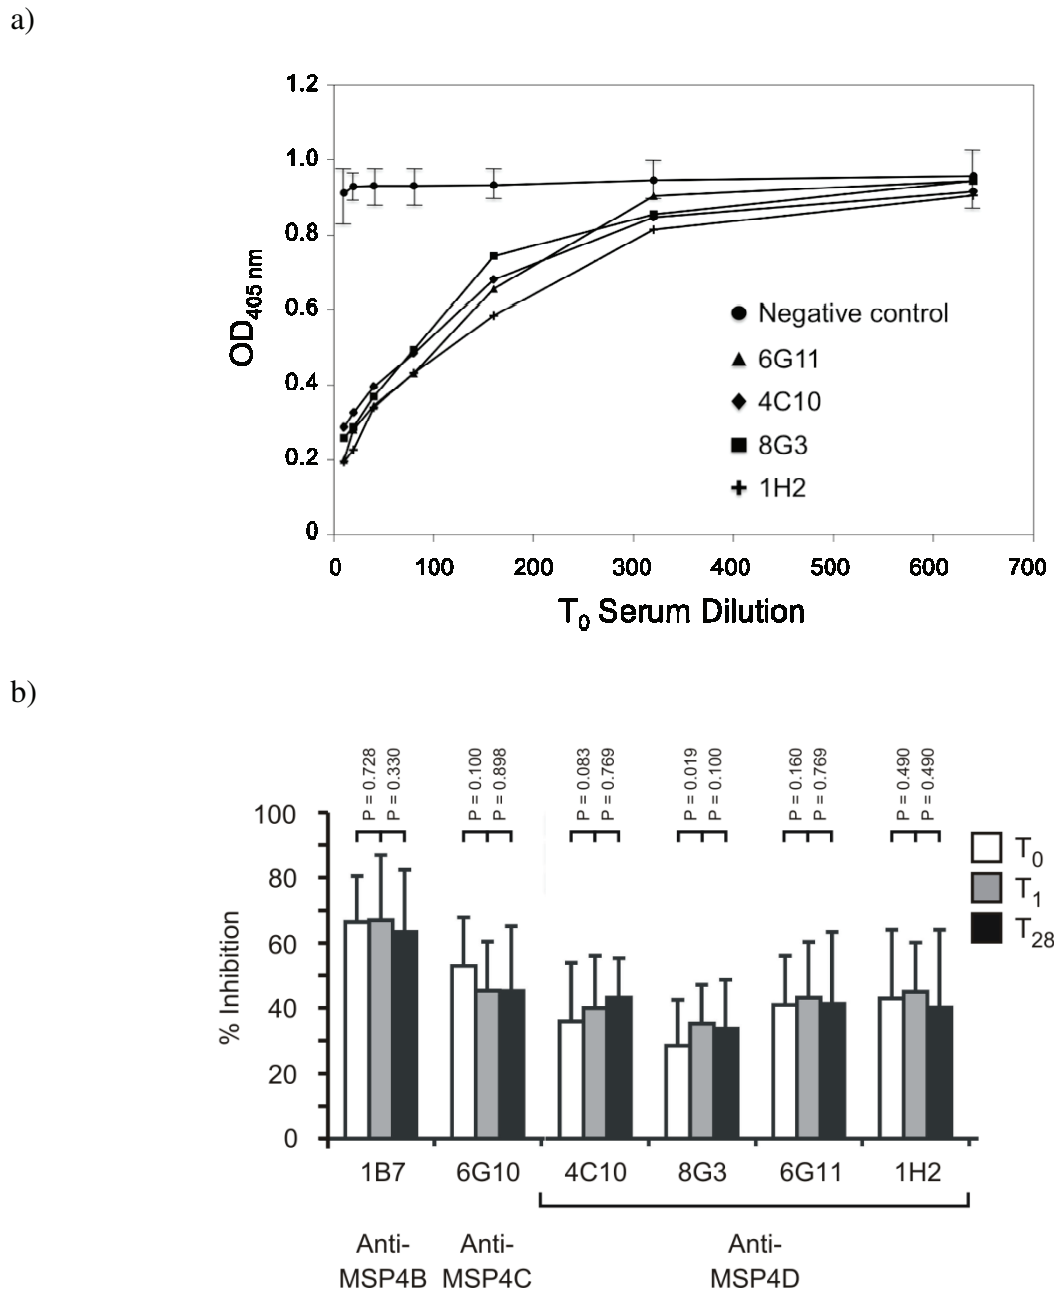 a)
1.2
1.0
0.8
0.6
0.4
0.2
0
OD405 nm
Negative control
6G11
4C10
8G3
1H2
0 100 200 300 400 500 600 700
T0 Serum Dilution
b)
P = 0.728 P = 0.330 P = 0.100 P = 0.898 P = 0.083 P = 0.769 P = 0.019 P = 0.100 P = 0.160 P = 0.769 P = 0.490 P = 0.490
100
80
60
40
20
0
% Inhibition
T0
T1
T28
1B7 6G10 4C10 8G3 6G11 1H2
Anti- Anti- Anti-
MSP4B MSP4C MSP4D